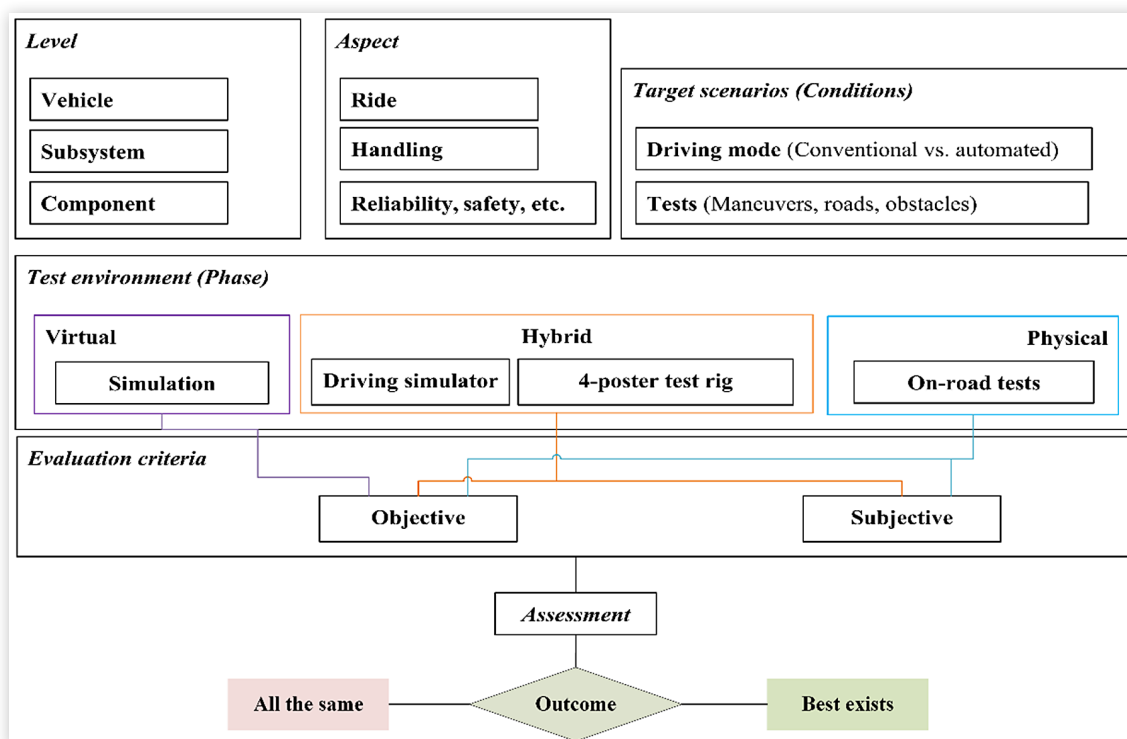 Level
Vehicle
Subsystem
Component
Aspect
Ride
Handling
Reliability, safety, etc.
Target scenarios (Conditions)
Driving mode (Conventional vs. automated)
Tests (Maneuvers, roads, obstacles)
Test environment (Phase)
Virtual
Simulation
Hybrid
Driving simulator
4-poster test rig
Physical
On-road tests
Evaluation criteria
Objective
Subjective
Assessment
All the same
Outcome
Best exists